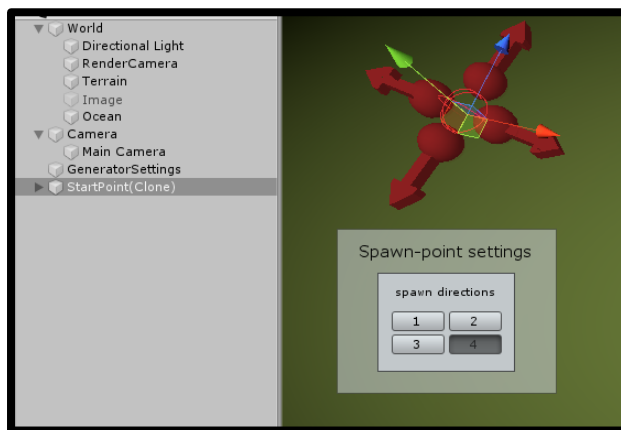 World
Directional Light
RenderCamera
Terrain
Image
Ocean
Camera
Main Camera
GeneratorSettings
StartPoint(Clone)
Spawn-point settings
spawn directions
1 2
3 4